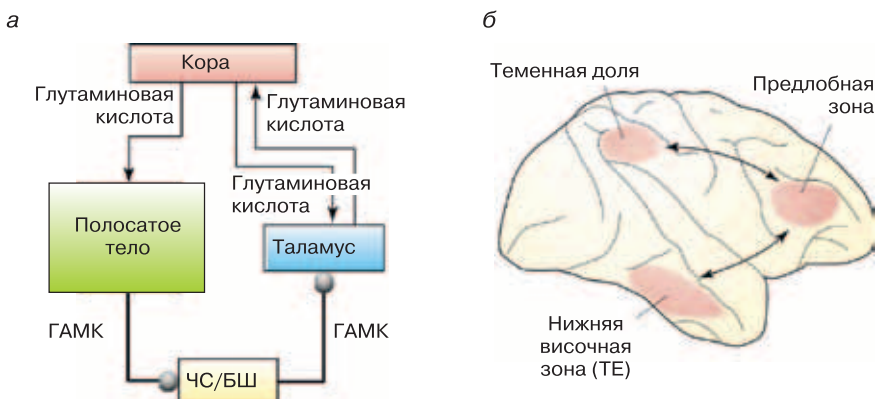 а
Кора
Глутаминовая
кислота
Глутаминовая
кислота
Глутаминовая
кислота
Полосатое
тело
Таламус
ГАМК
ГАМК
ЧС/БШ
б
Теменная доля
Предлобная
зона
Нижняя
височная
зона (TE)